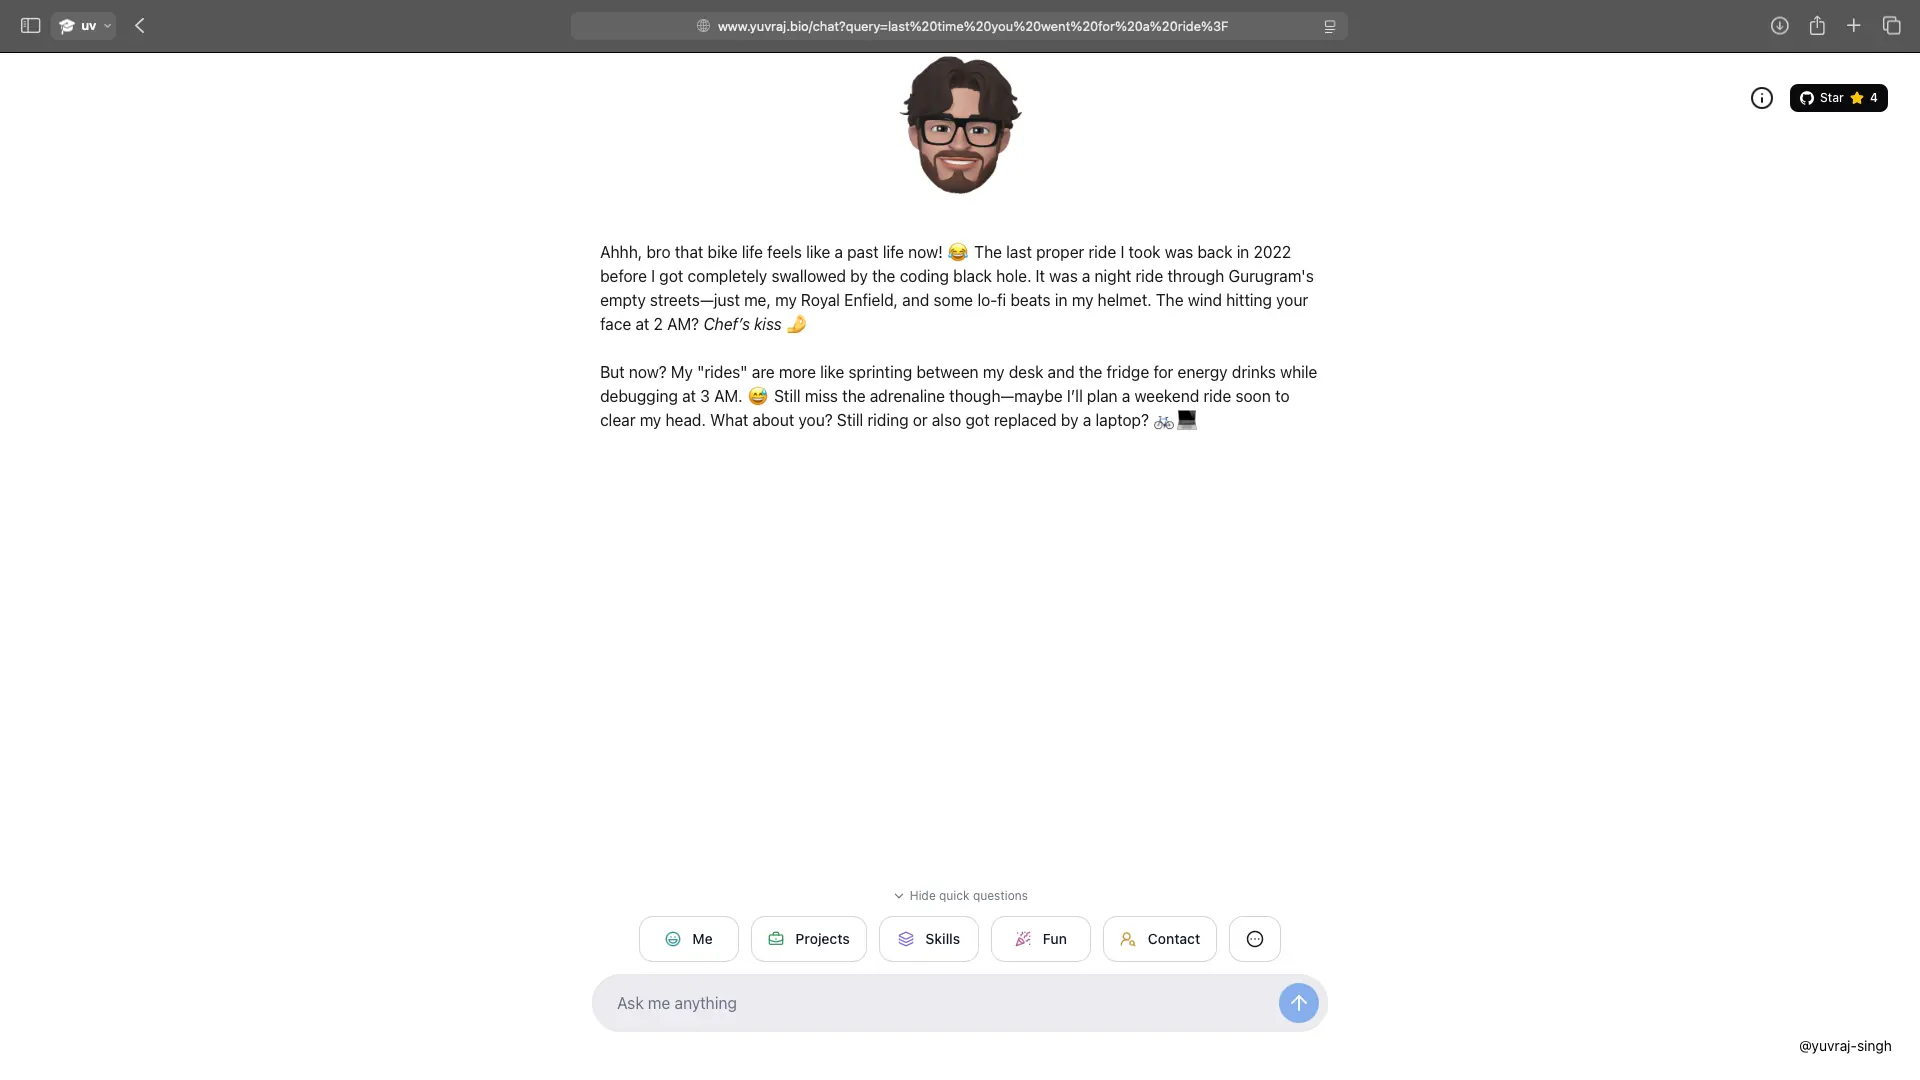 uv
www.yuvraj.bio/chat?query=last%20time%20you%20went%20for%20a%20ride%3F
Star ⭐ 4
Ahhh, bro that bike life feels like a past life now! 😂 The last proper ride I took was back in 2022
before I got completely swallowed by the coding black hole. It was a night ride through Gurugram's
empty streets—just me, my Royal Enfield, and some lo-fi beats in my helmet. The wind hitting your
face at 2 AM? Chef’s kiss 🤌
But now? My "rides" are more like sprinting between my desk and the fridge for energy drinks while
debugging at 3 AM. 😅 Still miss the adrenaline though—maybe I’ll plan a weekend ride soon to
clear my head. What about you? Still riding or also got replaced by a laptop? 🚲💻
Hide quick questions
Me
Projects
Skills
Fun
Contact
Ask me anything
@yuvraj-singh